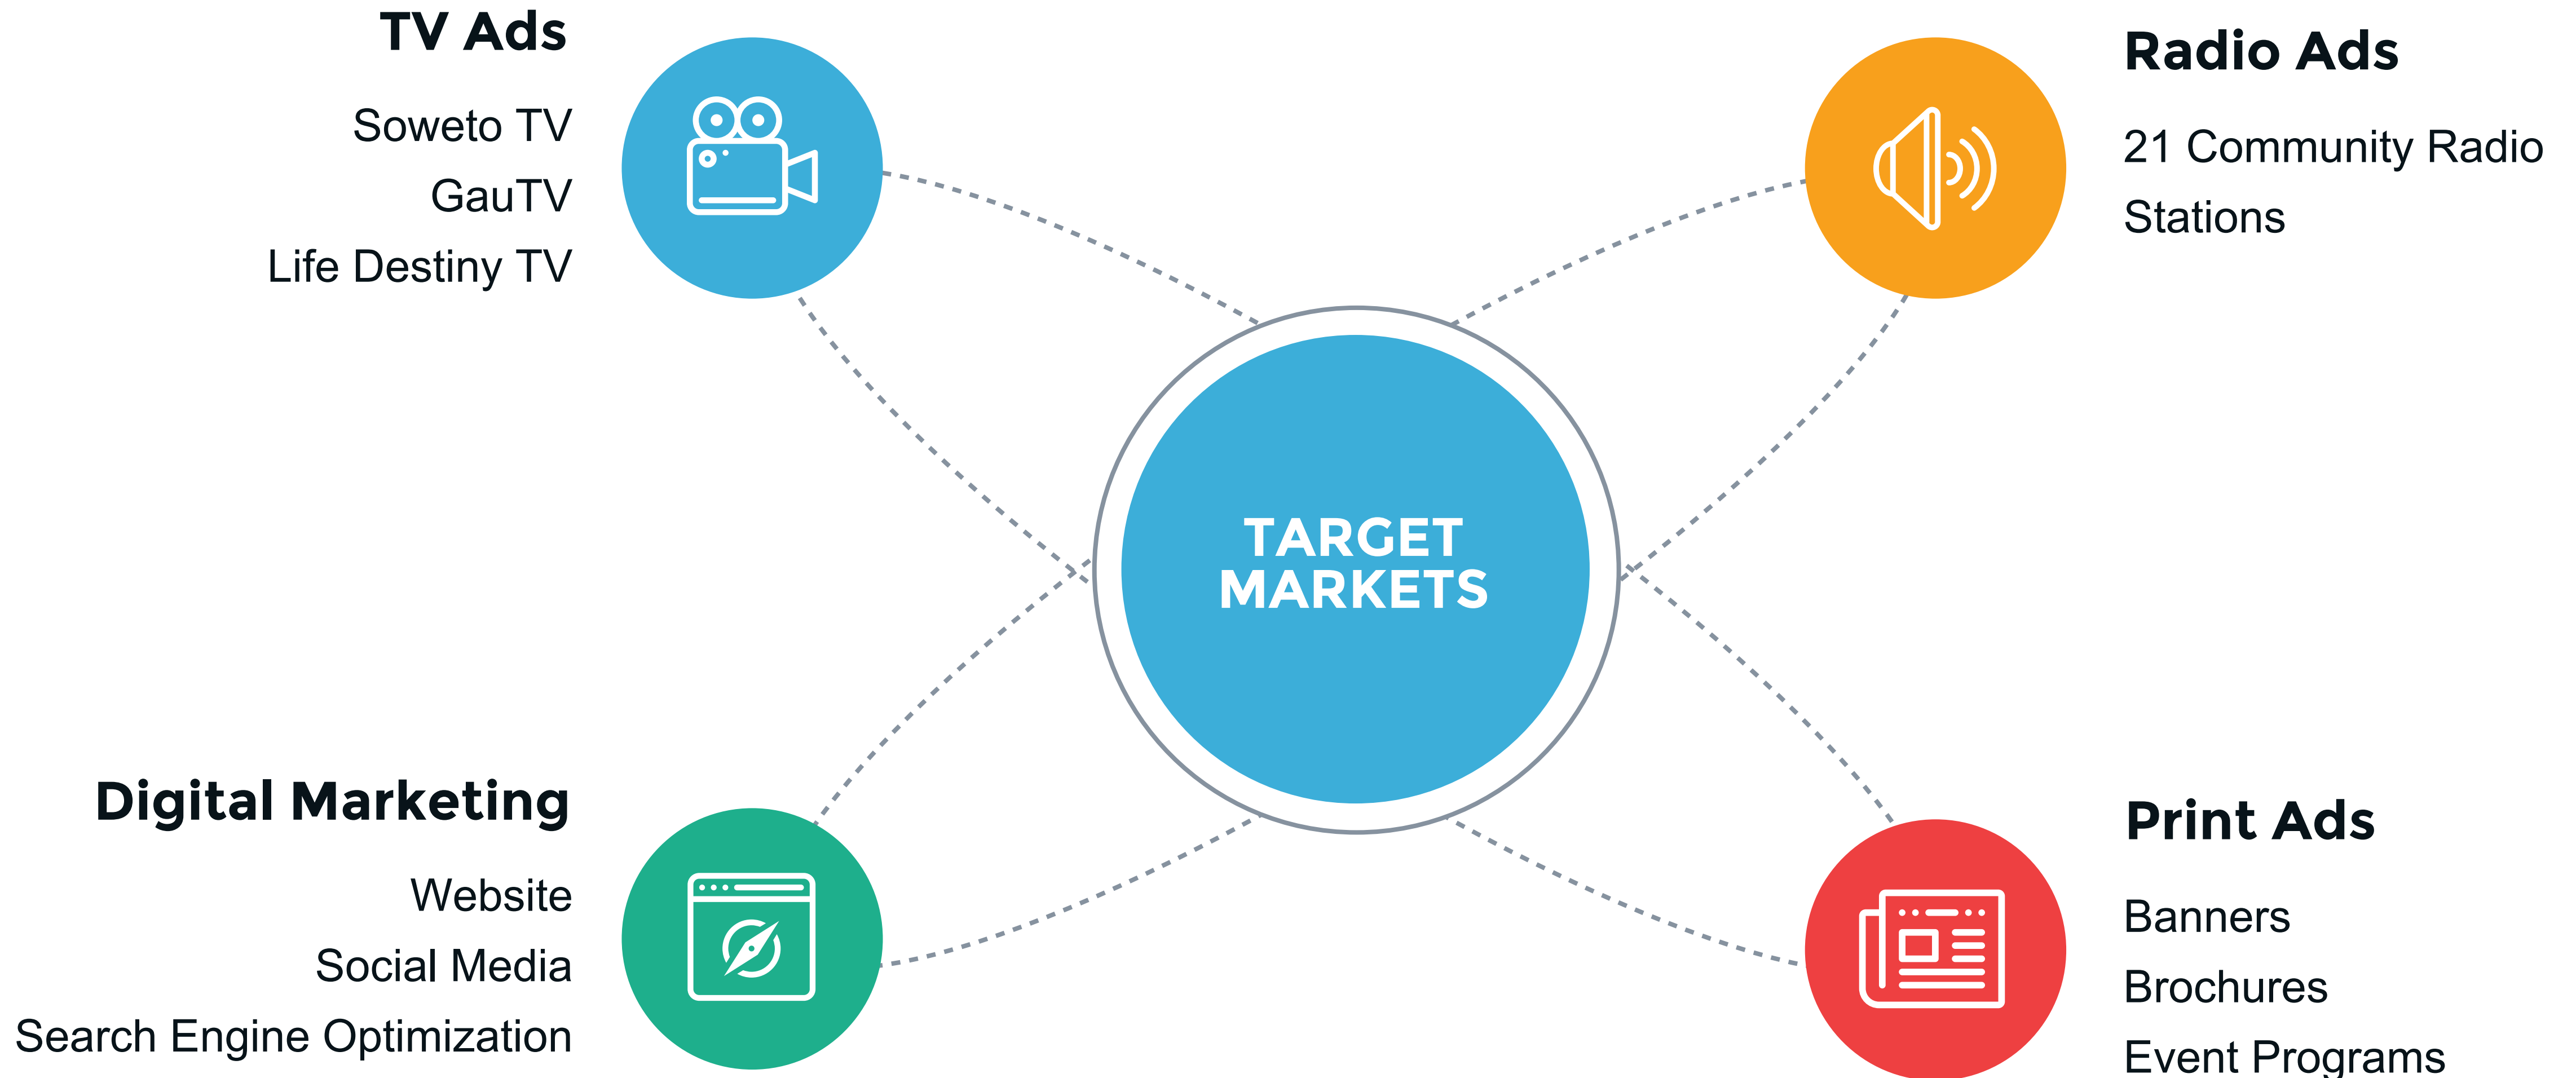 TV Ads
Soweto TV
GauTV
Life Destiny TV
Radio Ads
21 Community Radio
Stations
TARGET
MARKETS
Digital Marketing
Website
Social Media
Search Engine Optimization
Print Ads
Banners
Brochures
Event Programs